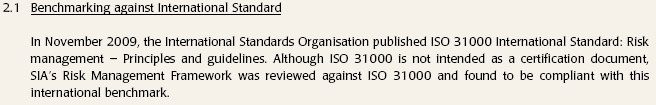 2.1 Benchmarking against International Standard
In November 2009, the International Standards Organisation published ISO 31000 International Standard: Risk
management – Principles and guidelines. Although ISO 31000 is not intended as a certification document,
SIA's Risk Management Framework was reviewed against ISO 31000 and found to be compliant with this
international benchmark.